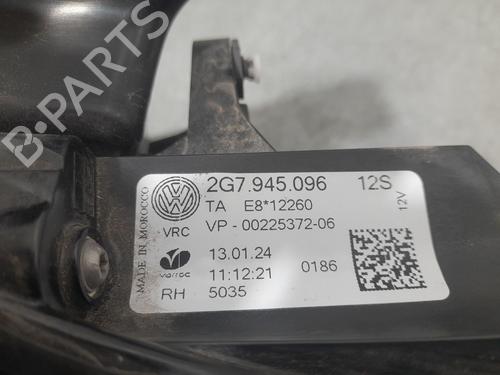 B-PARTS
MADE IN MOROCCO
VRC
2G7.945.096 12S
TA E8*12260
VP - 00225372-06
12V
varroc
13.01.24
11:12:21 0186
RH 5035